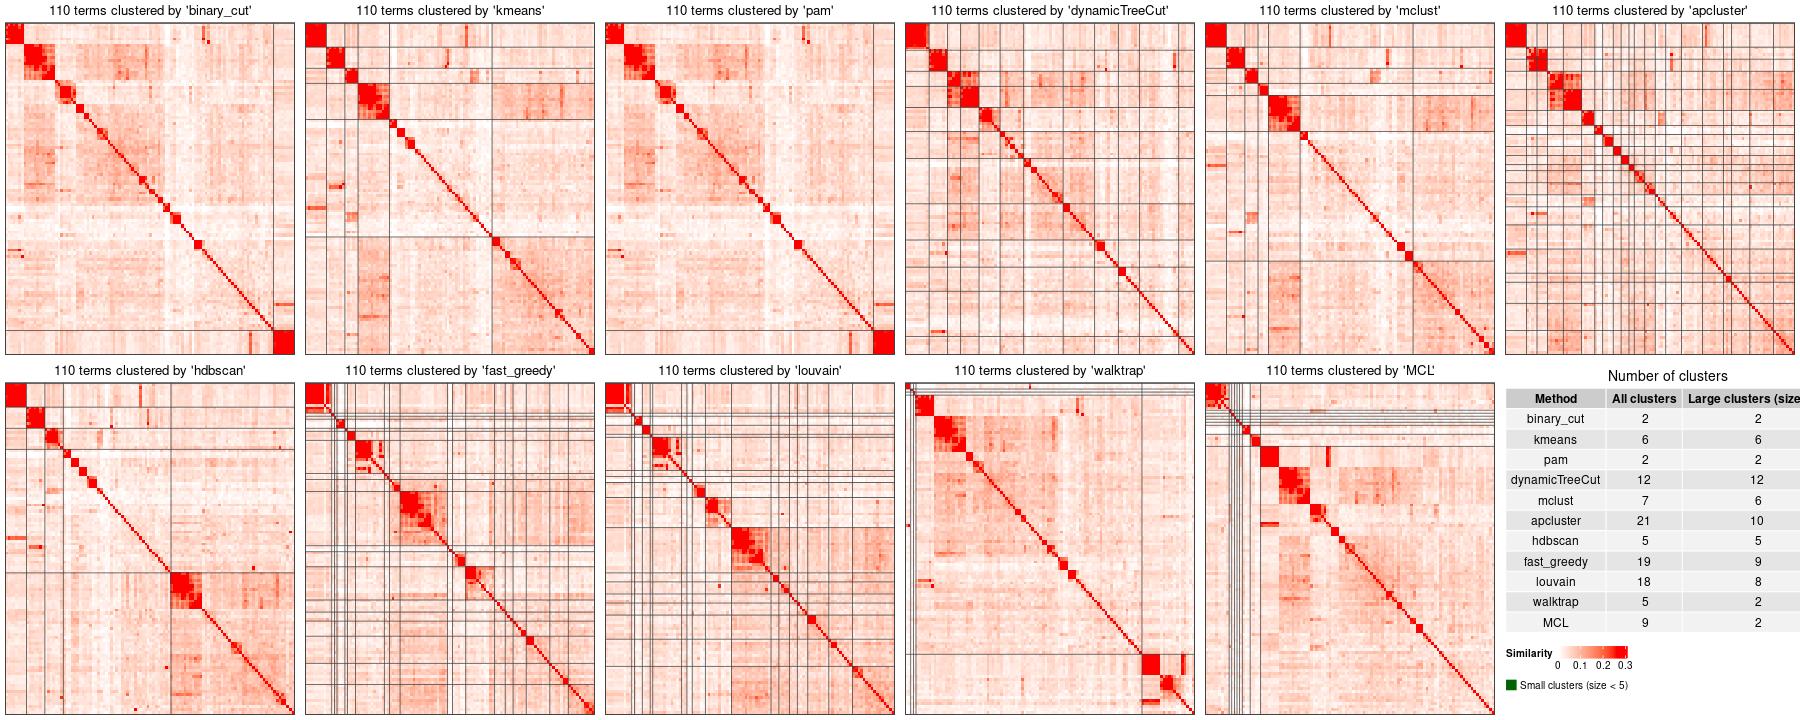 110 terms clustered by 'binary_cut'
110 terms clustered by 'kmeans'
110 terms clustered by 'pam'
110 terms clustered by 'dynamicTreeCut'
110 terms clustered by 'mclust'
110 terms clustered by 'apcluster'
110 terms clustered by 'hdbscan'
110 terms clustered by 'fast_greedy'
110 terms clustered by 'louvain'
110 terms clustered by 'walktrap'
110 terms clustered by 'MCL'
Number of clusters
Method All clusters Large clusters (size
binary_cut 2 2
kmeans 6 6
pam 2 2
dynamicTreeCut 12 12
mclust 7 6
apcluster 21 10
hdbscan 5 5
fast_greedy 19 9
louvain 18 8
walktrap 5 2
MCL 9 2
Similarity
0 0.1 0.2 0.3
Small clusters (size < 5)